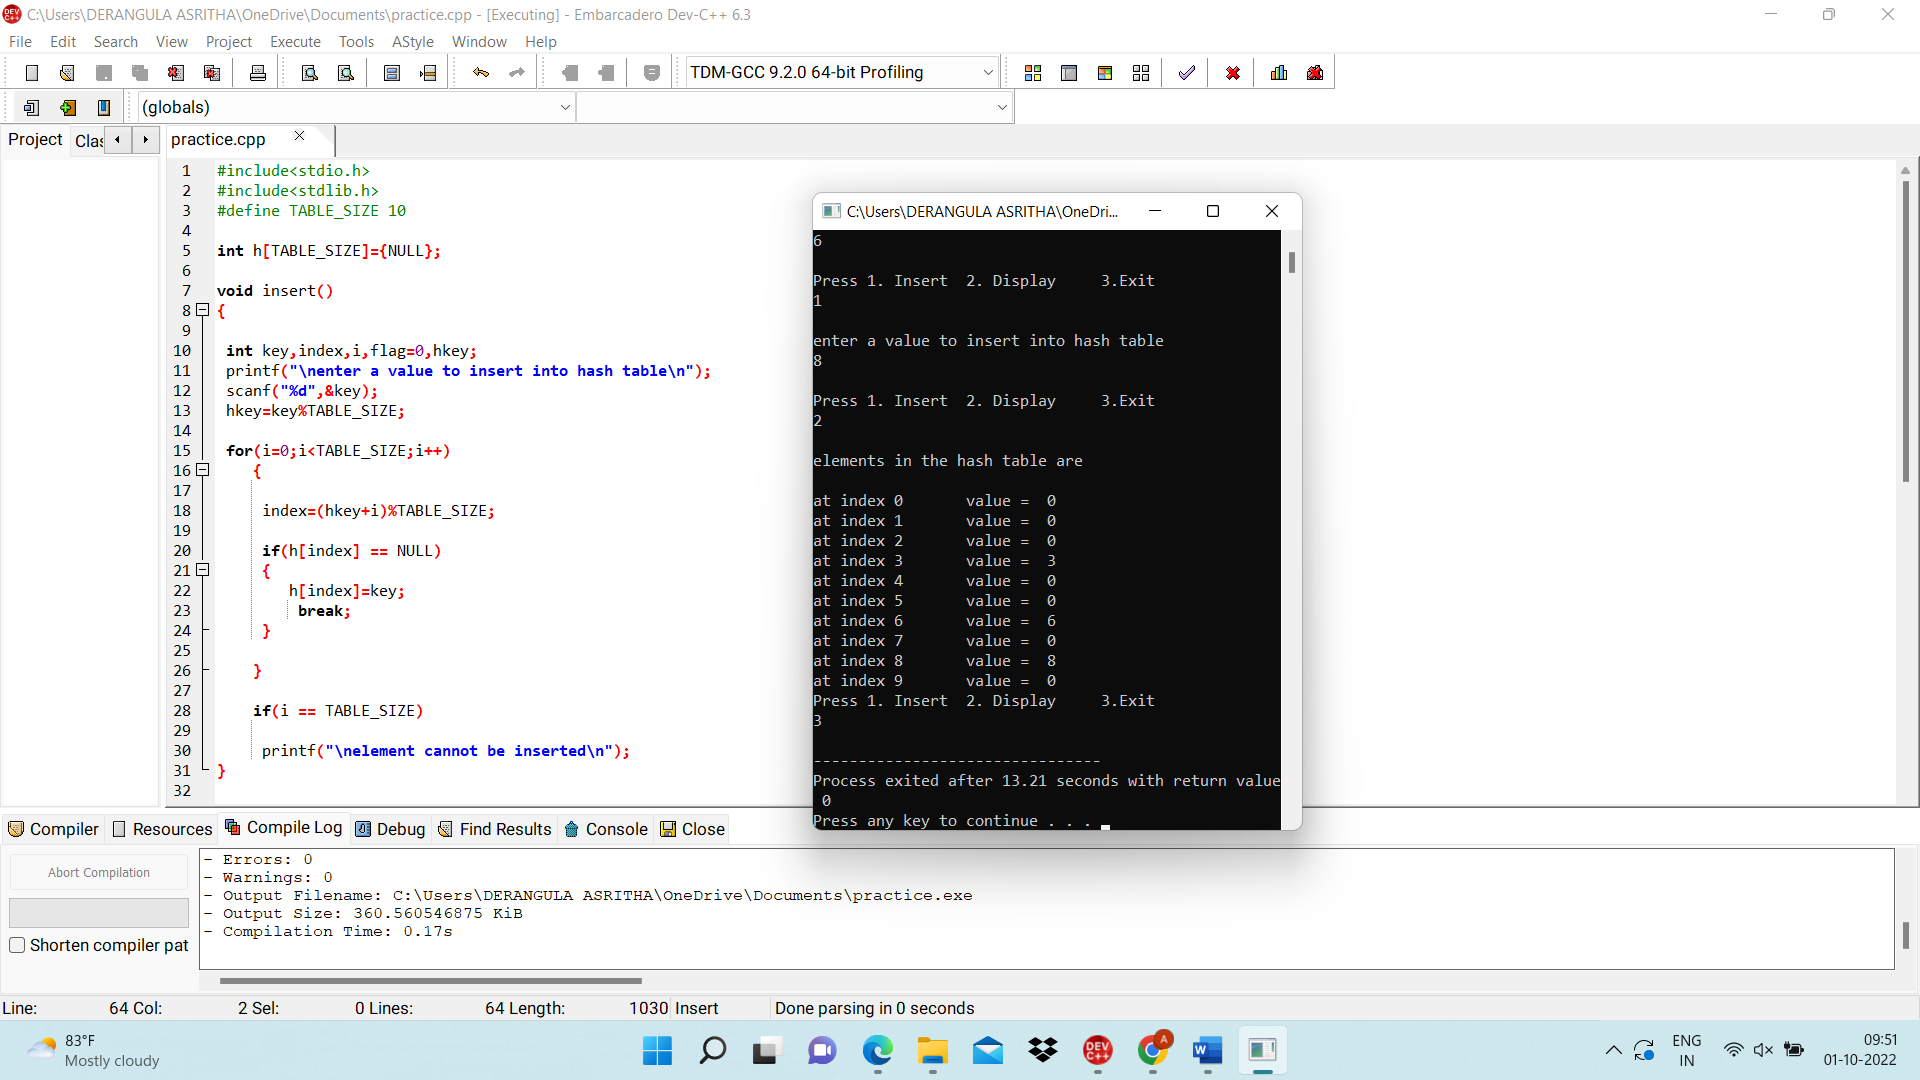 C:\Users\DERANGULA ASRITHA\OneDrive\Documents\practice.cpp - [Executing] - Embarcadero Dev-C++ 6.3
File Edit Search View Project Execute Tools AStyle Window Help
TDM-GCC 9.2.0 64-bit Profiling
(globals)
Project Clas practice.cpp
1 #include<stdio.h>
2 #include<stdlib.h>
3 #define TABLE_SIZE 10
4
5 int h[TABLE_SIZE]={NULL};
6
7 void insert()
8 {
9
10 int key,index,i,flag=0,hkey;
11 printf("\nenter a value to insert into hash table\n");
12 scanf("%d",&key);
13 hkey=key%TABLE_SIZE;
14
15 for(i=0;i<TABLE_SIZE;i++)
16 {
17
18 index=(hkey+i)%TABLE_SIZE;
19
20 if(h[index] == NULL)
21 {
22 h[index]=key;
23 break;
24 }
25
26 }
27
28 if(i == TABLE_SIZE)
29
30 printf("\nelement cannot be inserted\n");
31 }
32
C:\Users\DERANGULA ASRITHA\OneDri...
6
Press 1. Insert 2. Display 3.Exit
1
enter a value to insert into hash table
8
Press 1. Insert 2. Display 3.Exit
2
elements in the hash table are
at index 0 value = 0
at index 1 value = 0
at index 2 value = 0
at index 3 value = 3
at index 4 value = 0
at index 5 value = 0
at index 6 value = 6
at index 7 value = 0
at index 8 value = 8
at index 9 value = 0
Press 1. Insert 2. Display 3.Exit
3
--------------------------------
Process exited after 13.21 seconds with return value
0
Press any key to continue . . .
Compiler Resources Compile Log Debug Find Results Console Close
Abort Compilation
Shorten compiler pat
- Errors: 0
- Warnings: 0
- Output Filename: C:\Users\DERANGULA ASRITHA\OneDrive\Documents\practice.exe
- Output Size: 360.560546875 KiB
- Compilation Time: 0.17s
Line: 64 Col: 2 Sel: 0 Lines: 64 Length: 1030 Insert Done parsing in 0 seconds
83°F
Mostly cloudy
DEV C++
A
W
ENG
IN
09:51
01-10-2022